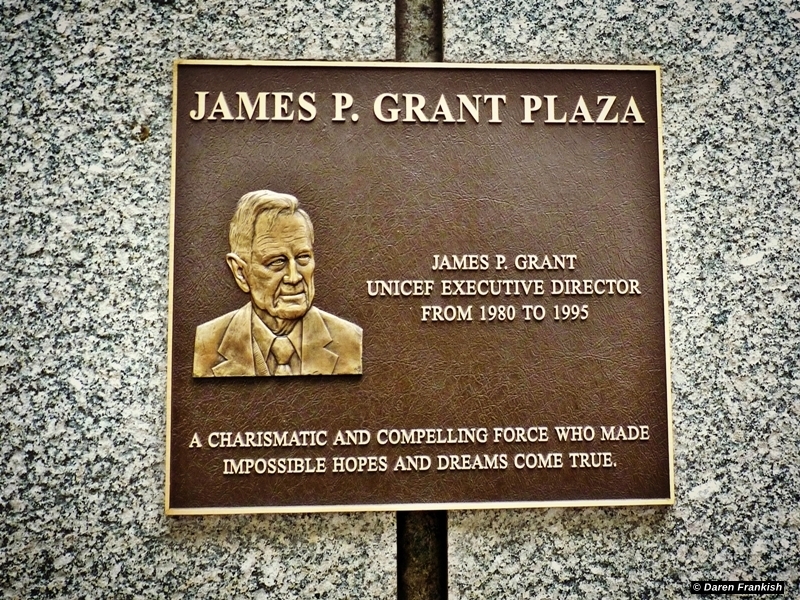 JAMES P. GRANT PLAZA
JAMES P. GRANT
UNICEF EXECUTIVE DIRECTOR
FROM 1980 TO 1995
A CHARISMATIC AND COMPELLING FORCE WHO MADE
IMPOSSIBLE HOPES AND DREAMS COME TRUE.
© Daren Frankish